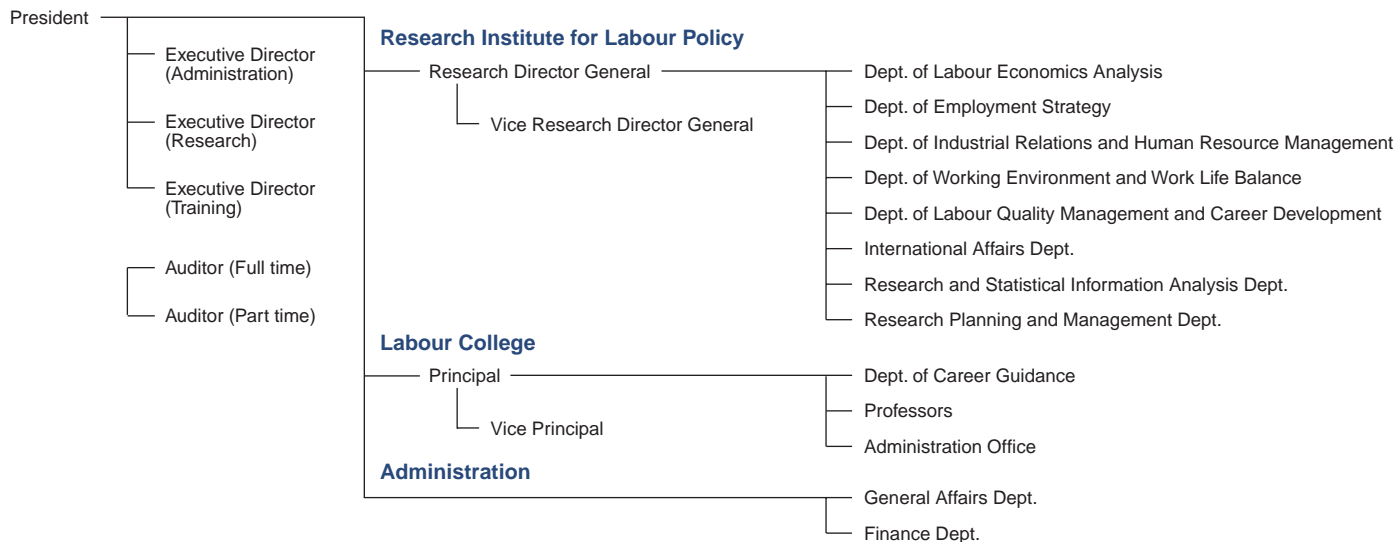 President
Executive Director
(Administration)
Executive Director
(Research)
Executive Director
(Training)
Auditor (Full time)
Auditor (Part time)
Research Institute for Labour Policy
Research Director General
Vice Research Director General
Dept. of Labour Economics Analysis
Dept. of Employment Strategy
Dept. of Industrial Relations and Human Resource Management
Dept. of Working Environment and Work Life Balance
Dept. of Labour Quality Management and Career Development
International Affairs Dept.
Research and Statistical Information Analysis Dept.
Research Planning and Management Dept.
Labour College
Principal
Vice Principal
Dept. of Career Guidance
Professors
Administration Office
Administration
General Affairs Dept.
Finance Dept.